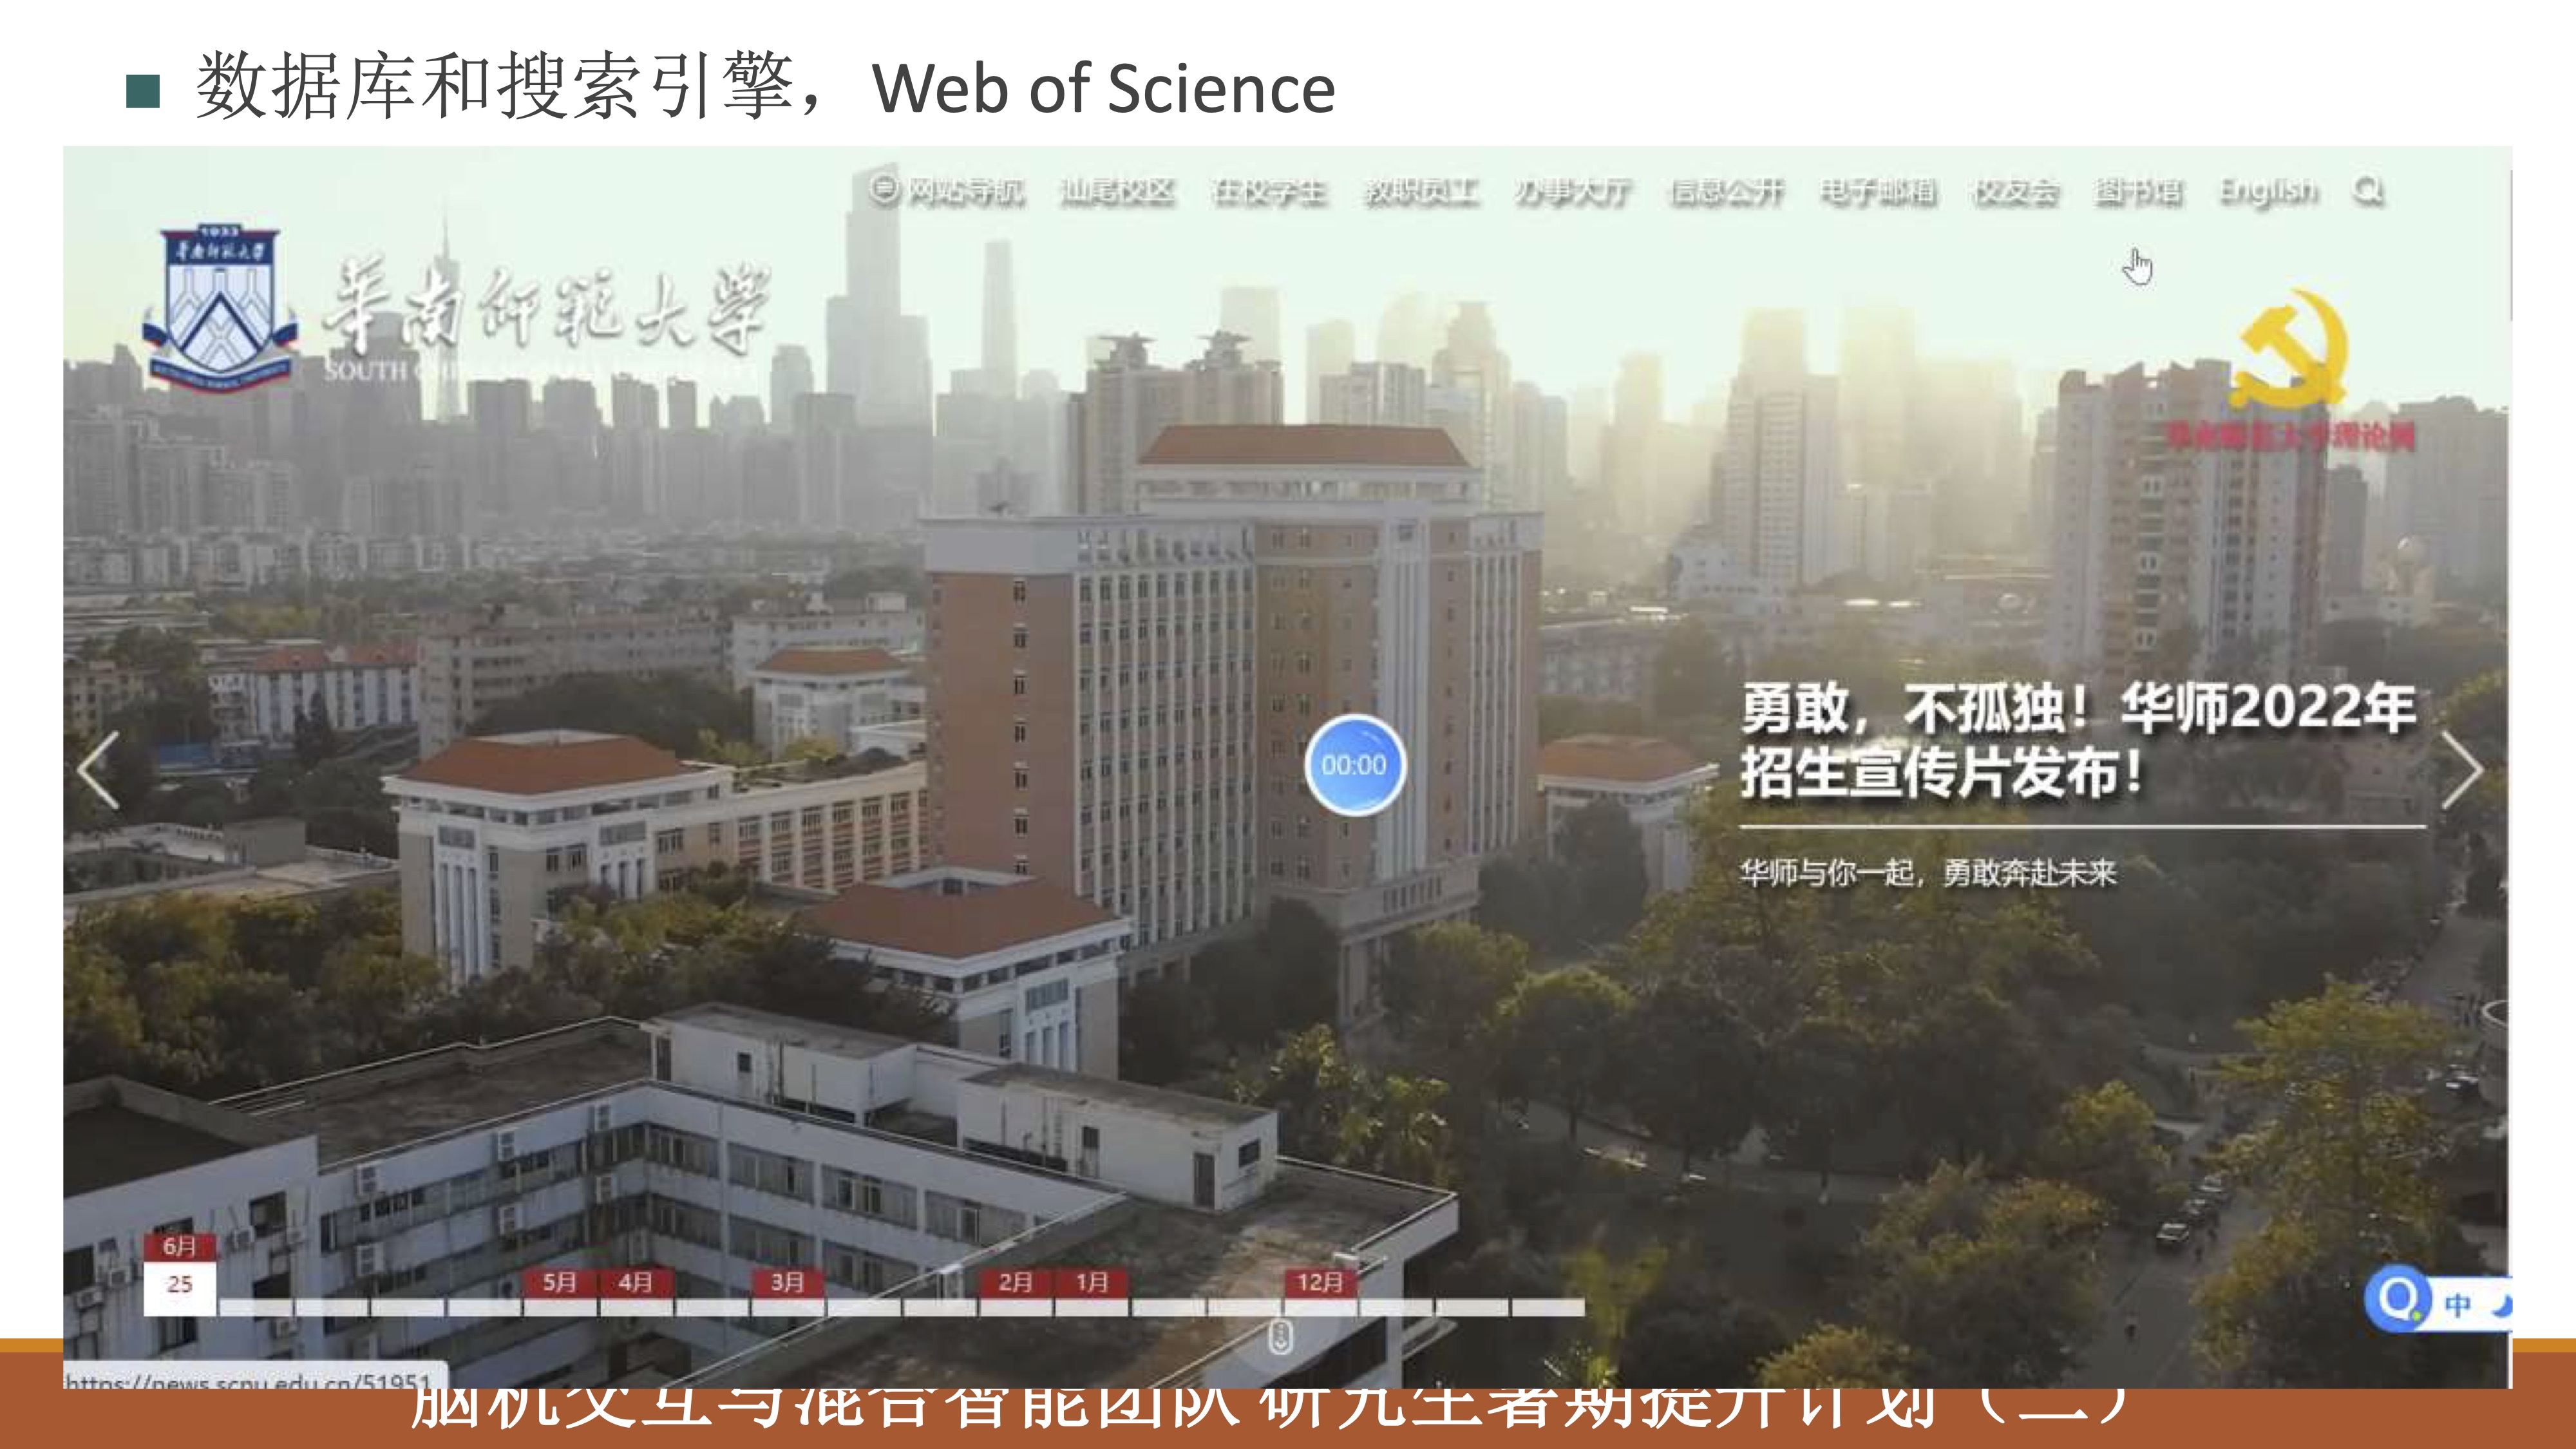 数据库和搜索引擎，Web of Science
网站导航 汕尾校区 在校学生 教职员工 办事大厅 信息公开 电子邮箱 校友会 图书馆 English
1933
华南师范大学
華南師範大學
SOUTH
勇敢，不孤独！华师2022年
招生宣传片发布！
00:00
华师与你一起，勇敢奔赴未来
6月
25
5月 4月 3月 2月 1月 12月
中
https://news.scnu.edu.cn/51951
脑机交互与混合智能团队 研究生暑期提升计划（二）